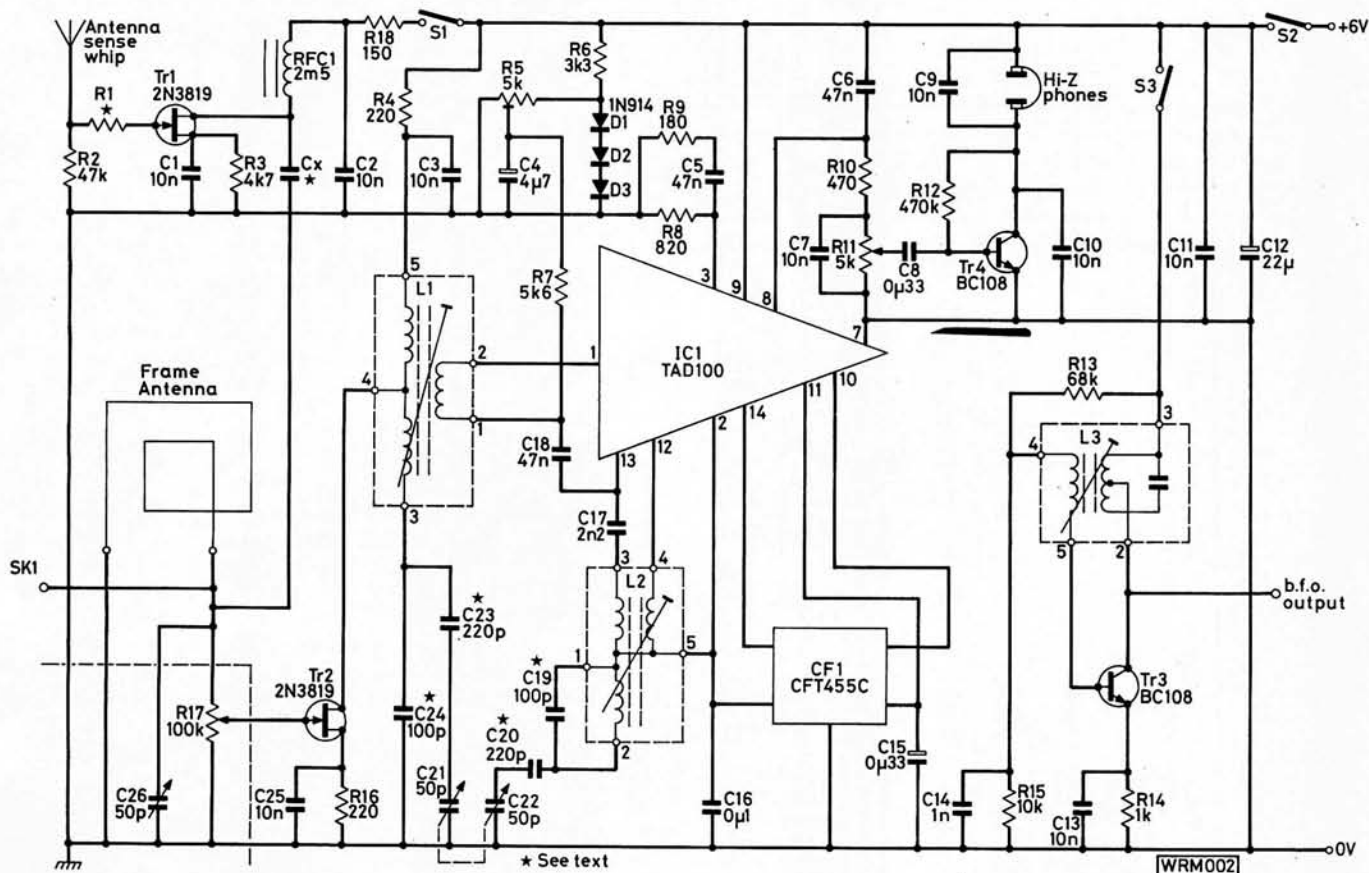 Antenna
sense
whip
R1
★
Tr1
2N3819
R2
47k
C1
10n
R3
4k7
RFC1
2m5
Cx
★
C2
10n
R18
150
S1
R4
220
C3
10n
R5
5k
C4
4µ7
R6
3k3
1N914
D1
D2
D3
R9
180
C5
47n
R8
820
R7
5k6
C6
47n
R10
470
C7
10n
R11
5k
C8
0µ33
C9
10n
Hi-Z
phones
R12
470k
Tr4
BC108
C10
10n
S3
C11
10n
C12
22µ
S2
+6V
5
L1
4
2
1
3
1
3
9
8
7
IC1
TAD100
13
12
2
14
11
10
Frame
Antenna
SK1
C18
47n
C17
2n2
3
4
L2
1
5
2
★
C23
220p
★
C24
100p
★
C19
100p
★
C20
220p
C21
50p
C22
50p
Tr2
2N3819
R17
100k
C26
50p
C25
10n
R16
220
CF1
CFT455C
C15
0µ33
C16
0µ1
R13
68k
4
L3
3
5
2
b.f.o.
output
Tr3
BC108
C14
1n
R15
10k
C13
10n
R14
1k
★ See text
0V
WRM002